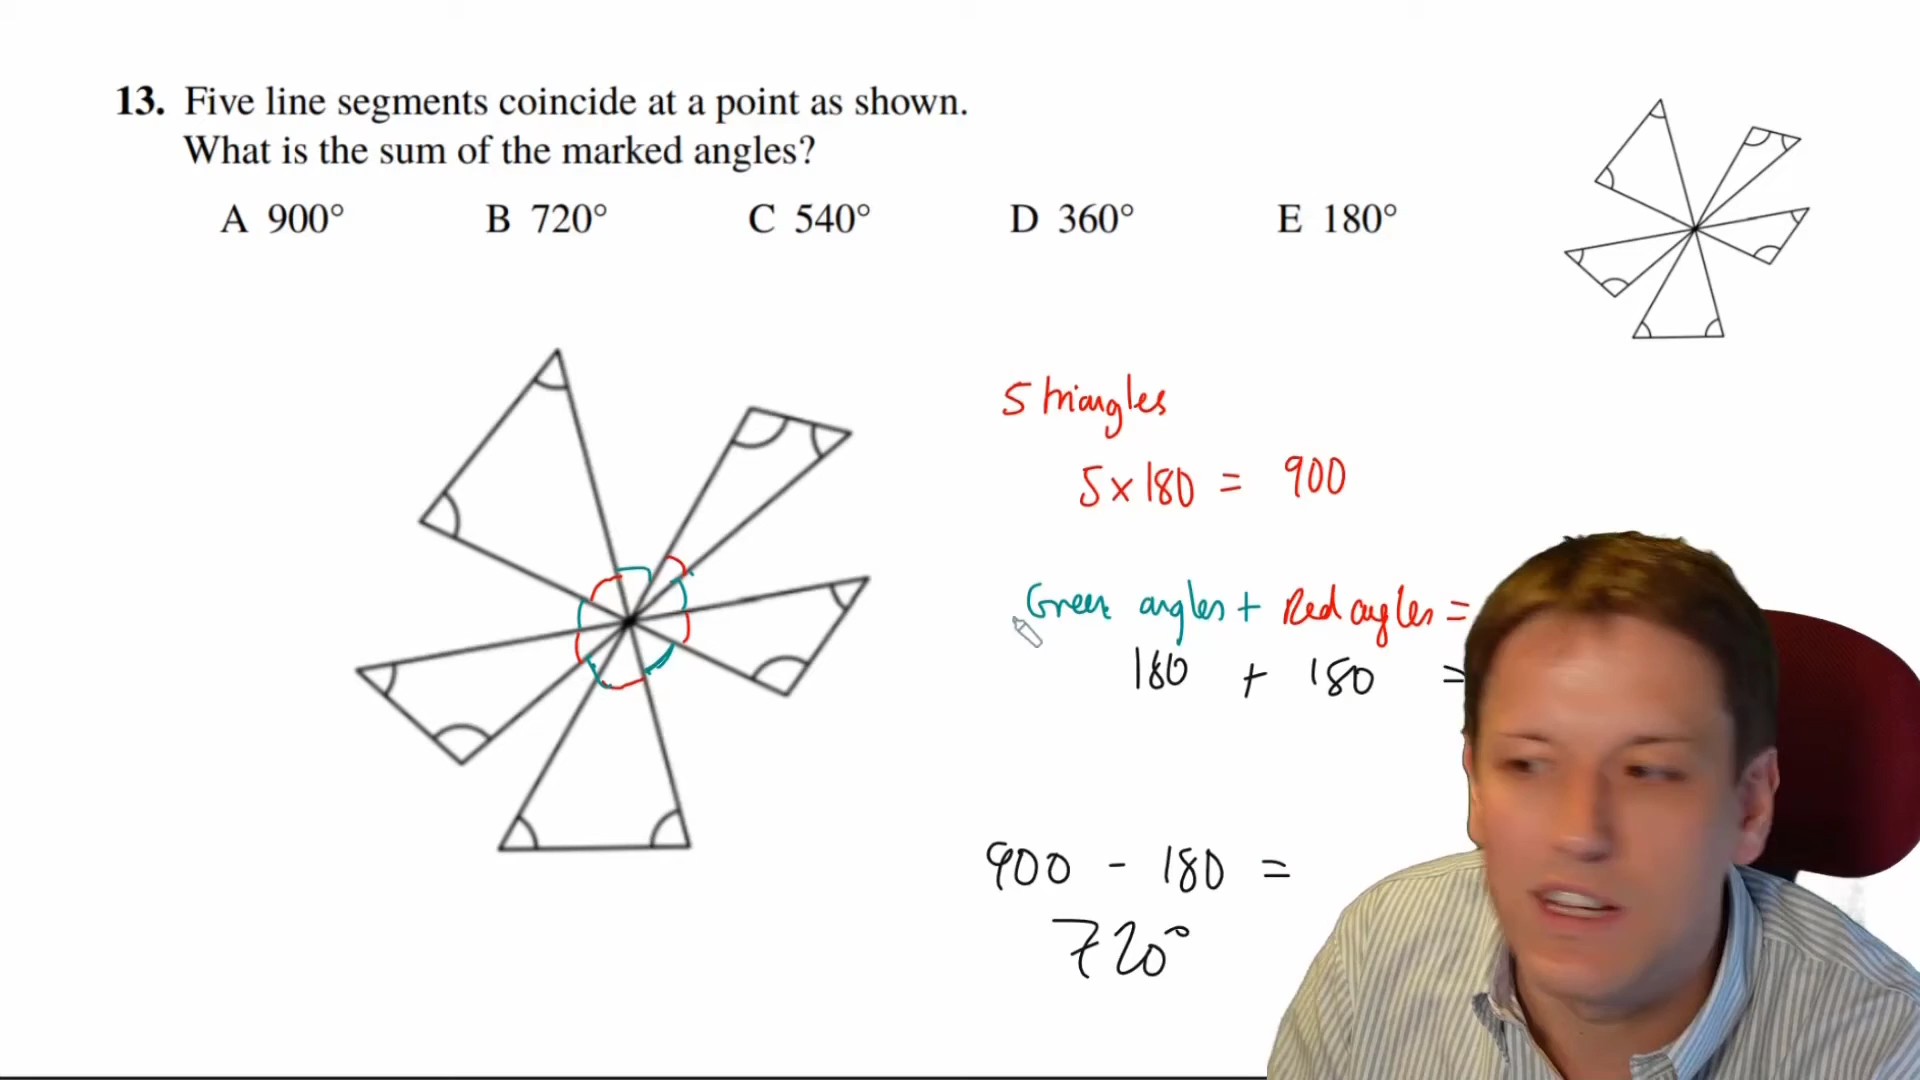 13. Five line segments coincide at a point as shown.
What is the sum of the marked angles?
A 900° B 720° C 540° D 360° E 180°
5 triangles
5 × 180 = 900
Green angles + Red angles =
180 + 180 =
900 - 180 =
720°